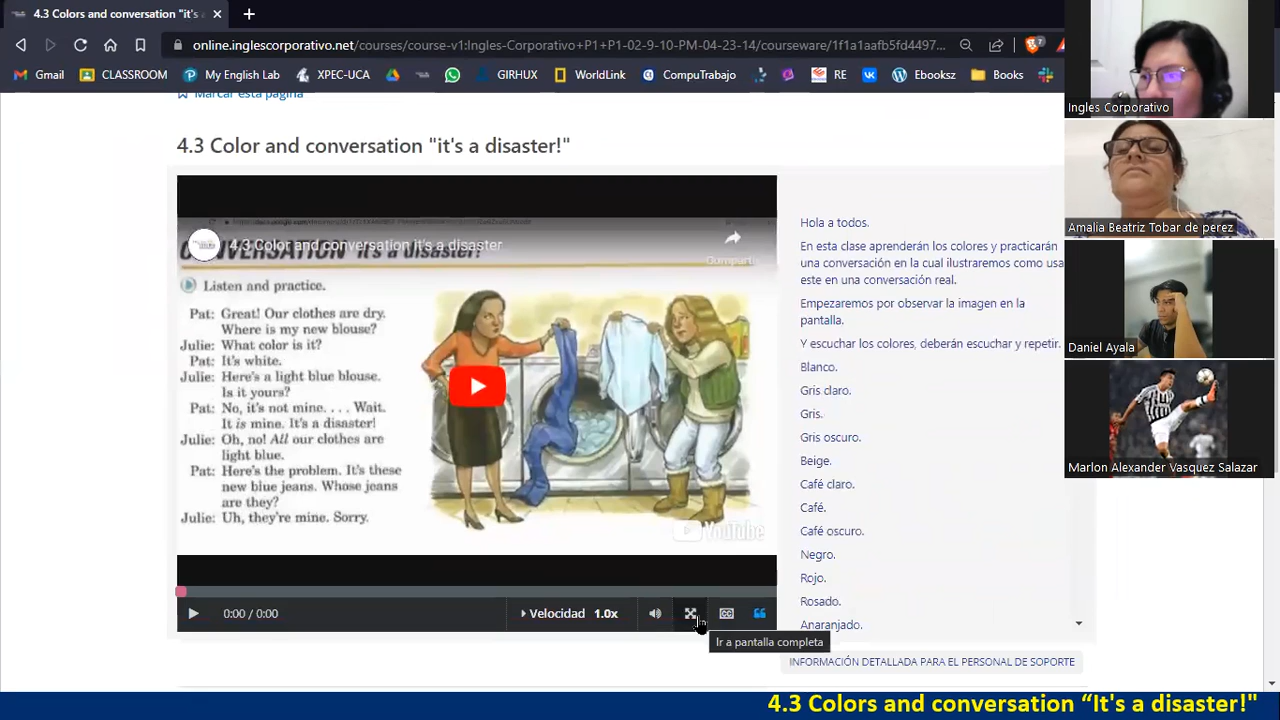 4.3 Colors and conversation "it's a
online.inglescorporativo.net/courses/course-v1:Ingles-Corporativo+P1+P1-02-9-10-PM-04-23-14/courseware/1f1a1aafb5fd4497...
Gmail CLASSROOM My English Lab XPEC-UCA GIRHUX WorldLink CompuTrabajo RE Ebooksz Books
Marcar esta página
4.3 Color and conversation "it's a disaster!"
4.3 Color and conversation it's a disaster
CONVERSATION "it's a disaster!"
Listen and practice.
Pat: Great! Our clothes are dry.
Where is my new blouse?
Julie: What color is it?
Pat: It's white.
Julie: Here's a light blue blouse.
Is it yours?
Pat: No, it's not mine. . . . Wait.
It is mine. It's a disaster!
Julie: Oh, no! All our clothes are
light blue.
Pat: Here's the problem. It's these
new blue jeans. Whose jeans
are they?
Julie: Uh, they're mine. Sorry.
YouTube
0:00 / 0:00
Velocidad 1.0x
Ir a pantalla completa
Hola a todos.
En esta clase aprenderán los colores y practicarán
una conversación en la cual ilustraremos como usa
este en una conversación real.
Empezaremos por observar la imagen en la
pantalla.
Y escuchar los colores, deberán escuchar y repetir.
Blanco.
Gris claro.
Gris.
Gris oscuro.
Beige.
Café claro.
Café.
Café oscuro.
Negro.
Rojo.
Rosado.
Anaranjado.
INFORMACIÓN DETALLADA PARA EL PERSONAL DE SOPORTE
Ingles Corporativo
Amalia Beatriz Tobar de perez
Daniel Ayala
Marlon Alexander Vasquez Salazar
4.3 Colors and conversation “It's a disaster!"